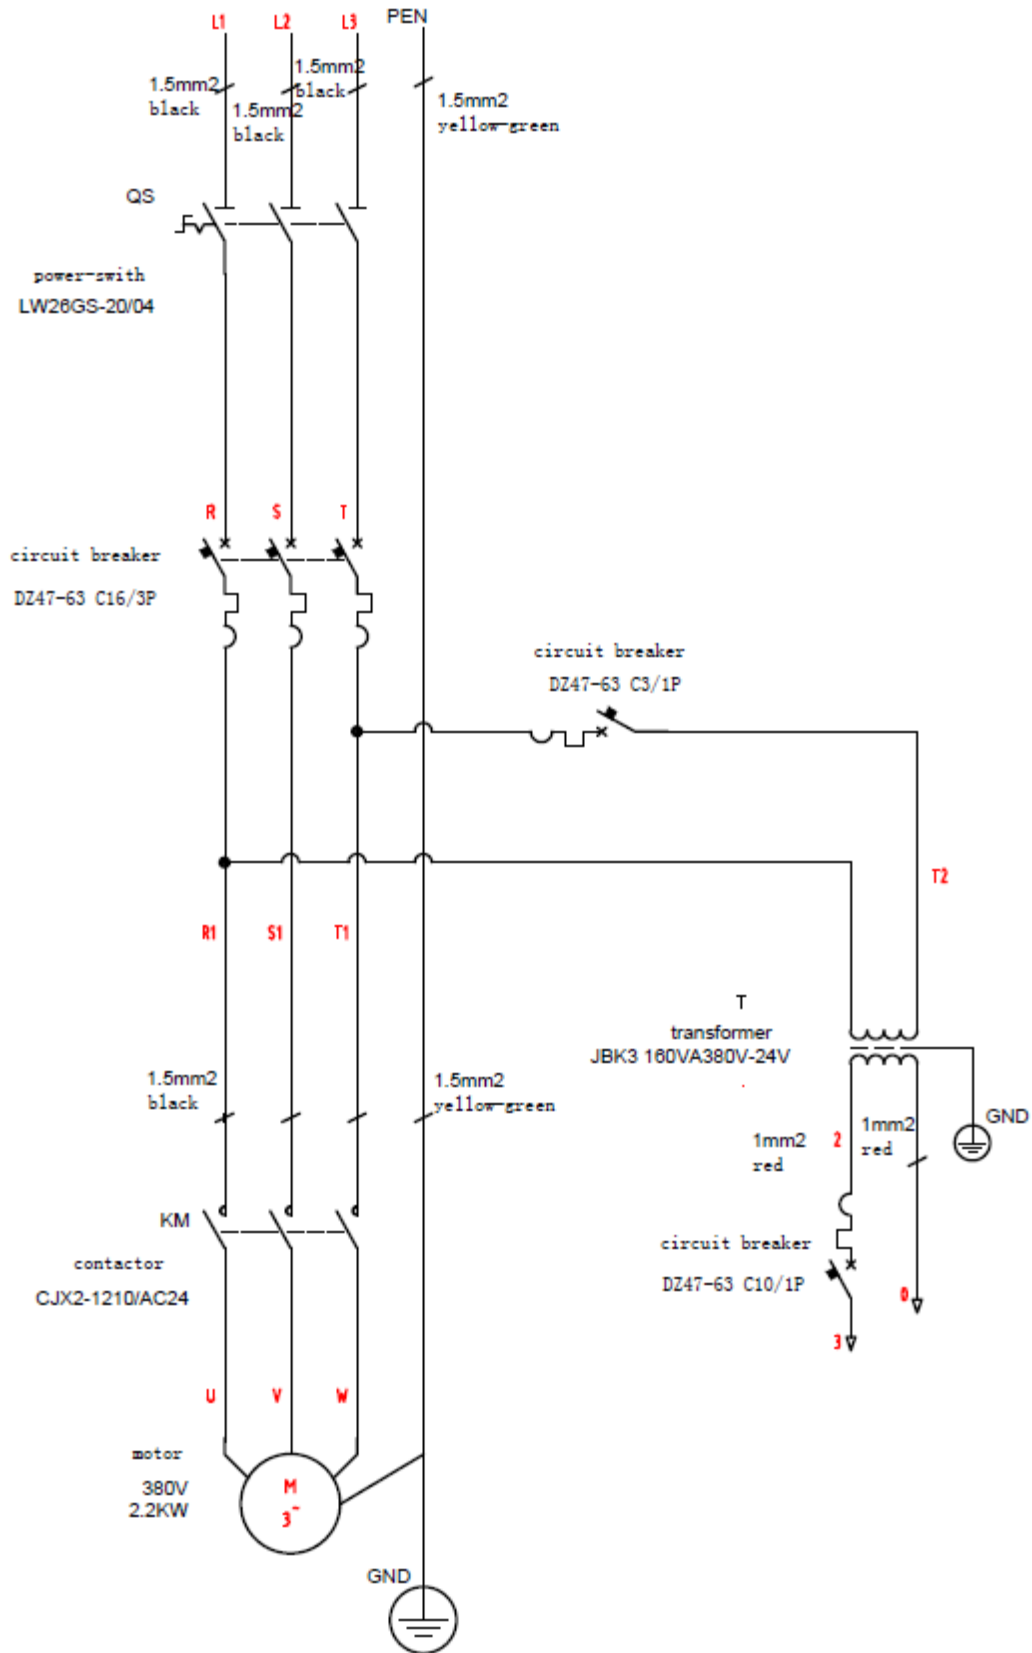 L1
L2
L3
PEN
1.5mm2
black
1.5mm2
black
1.5mm2
black
1.5mm2
yellow-green
QS
power-swith
LW26GS-20/04
R
S
T
circuit breaker
DZ47-63 C16/3P
circuit breaker
DZ47-63 C3/1P
T2
R1
S1
T1
T
transformer
JBK3 160VA380V-24V
1.5mm2
black
1.5mm2
yellow-green
GND
1mm2
red
2
1mm2
red
KM
contactor
CJX2-1210/AC24
circuit breaker
DZ47-63 C10/1P
0
3
U
V
W
motor
380V
2.2KW
M
3~
GND